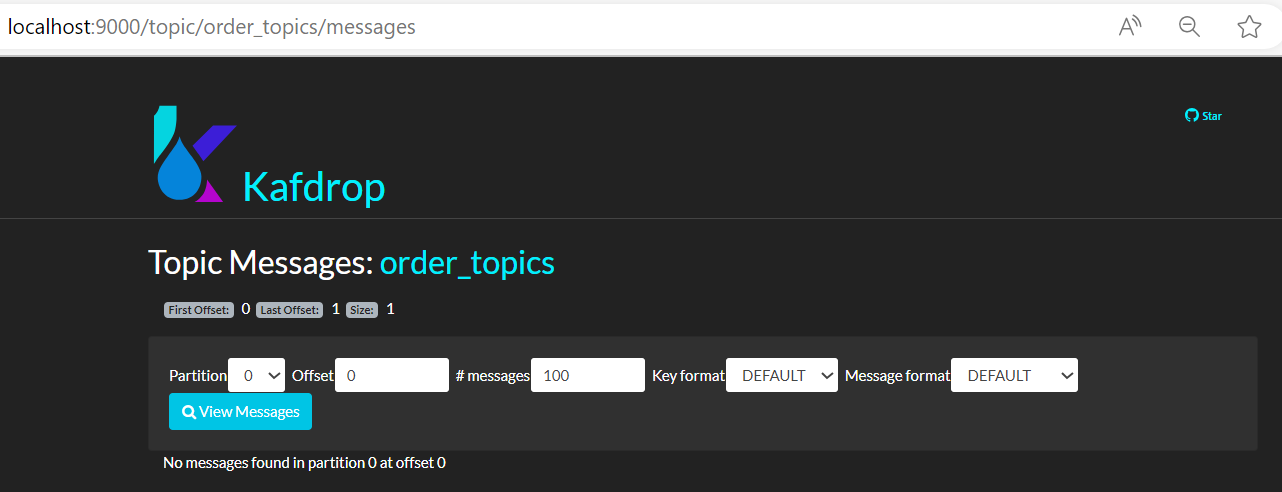 localhost:9000/topic/order_topics/messages
Star
Kafdrop
Topic Messages: order_topics
First Offset: 0 Last Offset: 1 Size: 1
Partition 0 Offset 0 # messages 100 Key format DEFAULT Message format DEFAULT
View Messages
No messages found in partition 0 at offset 0